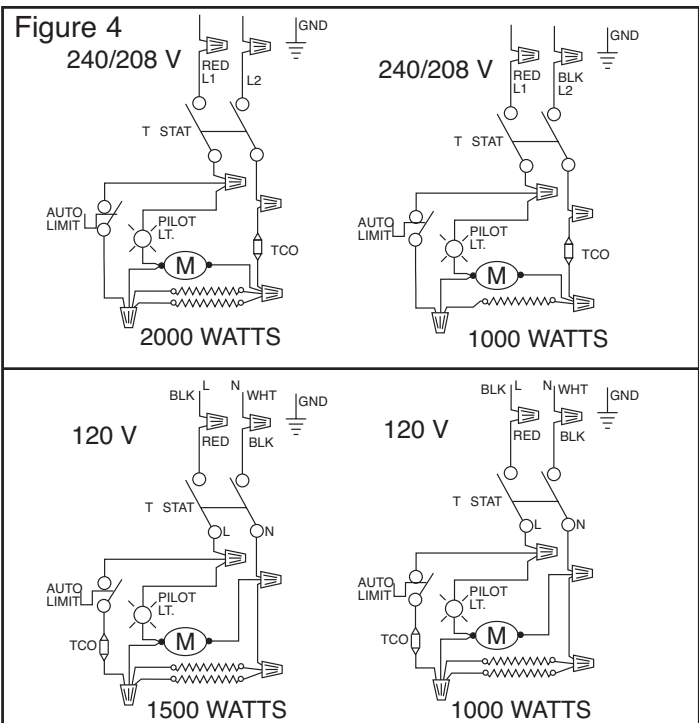 Figure 4
240/208 V
GND
RED
L1
L2
T STAT
AUTO
LIMIT
PILOT
LT.
TCO
M
2000 WATTS
240/208 V
GND
RED
L1
BLK
L2
T STAT
AUTO
LIMIT
PILOT
LT.
TCO
M
1000 WATTS
120 V
BLK L N WHT
GND
RED BLK
T STAT
L N
AUTO
LIMIT
PILOT
LT.
TCO
M
1500 WATTS
120 V
BLK L N WHT
GND
RED BLK
T STAT
L N
AUTO
LIMIT
PILOT
LT.
TCO
M
1000 WATTS